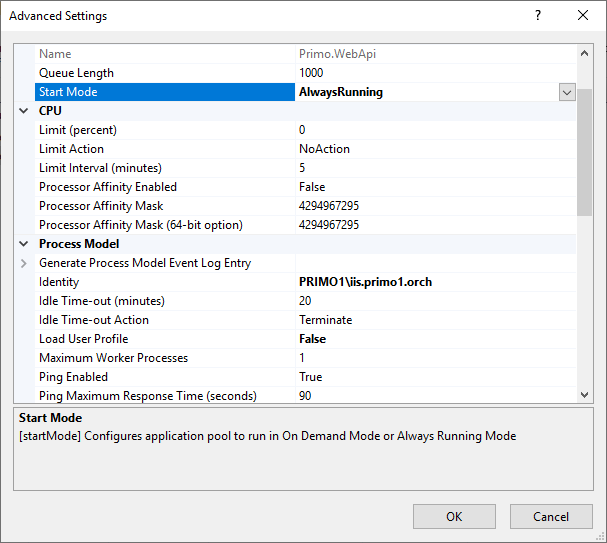 Advanced Settings
Name Primo.WebApi
Queue Length 1000
Start Mode AlwaysRunning
CPU
Limit (percent) 0
Limit Action NoAction
Limit Interval (minutes) 5
Processor Affinity Enabled False
Processor Affinity Mask 4294967295
Processor Affinity Mask (64-bit option) 4294967295
Process Model
Generate Process Model Event Log Entry
Identity PRIMO1\iis.primo1.orch
Idle Time-out (minutes) 20
Idle Time-out Action Terminate
Load User Profile False
Maximum Worker Processes 1
Ping Enabled True
Ping Maximum Response Time (seconds) 90
Start Mode
[startMode] Configures application pool to run in On Demand Mode or Always Running Mode
OK Cancel